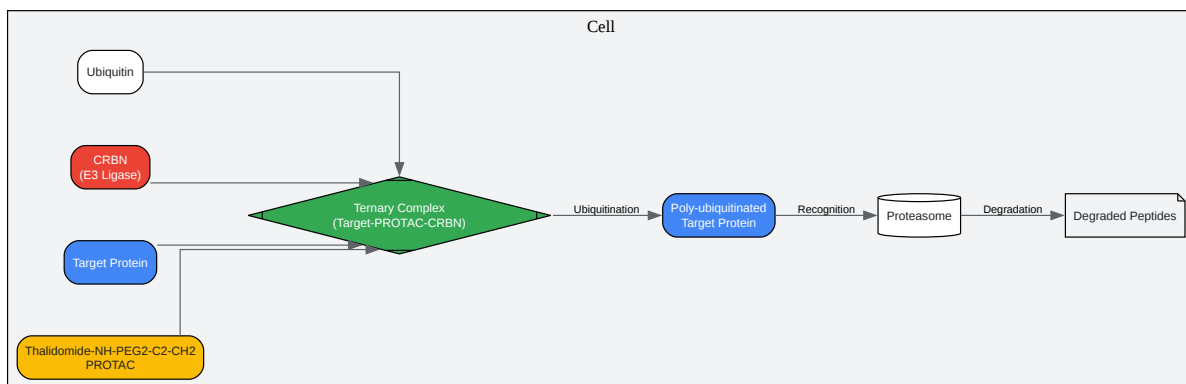 Cell
Ubiquitin
CRBN
(E3 Ligase)
Target Protein
Thalidomide-NH-PEG2-C2-CH2
PROTAC
Ternary Complex
(Target-PROTAC-CRBN)
Ubiquitination
Poly-ubiquitinated
Target Protein
Recognition
Proteasome
Degradation
Degraded Peptides